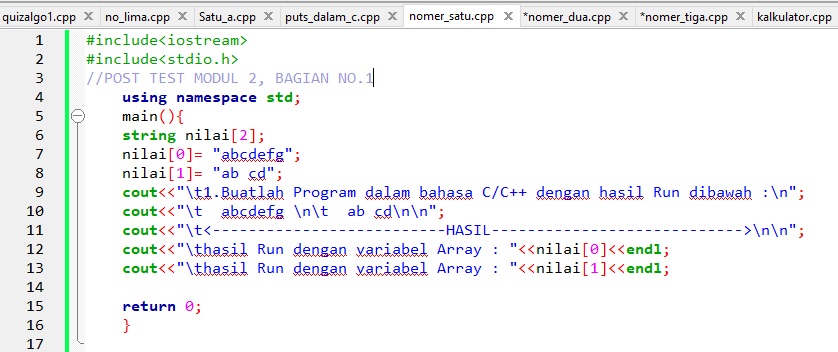 quizalgo1.cpp no_lima.cpp Satu_a.cpp puts_dalam_c.cpp nomer_satu.cpp *nomer_dua.cpp *nomer_tiga.cpp kalkulator.cpp
1 #include<iostream>
2 #include<stdio.h>
3 //POST TEST MODUL 2, BAGIAN NO.1
4 using namespace std;
5 main(){
6 string nilai[2];
7 nilai[0]= "abcdefg";
8 nilai[1]= "ab cd";
9 cout<<"\t1.Buatlah Program dalam bahasa C/C++ dengan hasil Run dibawah :\n";
10 cout<<"\t  abcdefg \n\t  ab cd\n\n";
11 cout<<"\t<--------------------------HASIL---------------------------->\n\n";
12 cout<<"\thasil Run dengan variabel Array : "<<nilai[0]<<endl;
13 cout<<"\thasil Run dengan variabel Array : "<<nilai[1]<<endl;
14
15 return 0;
16 }
17